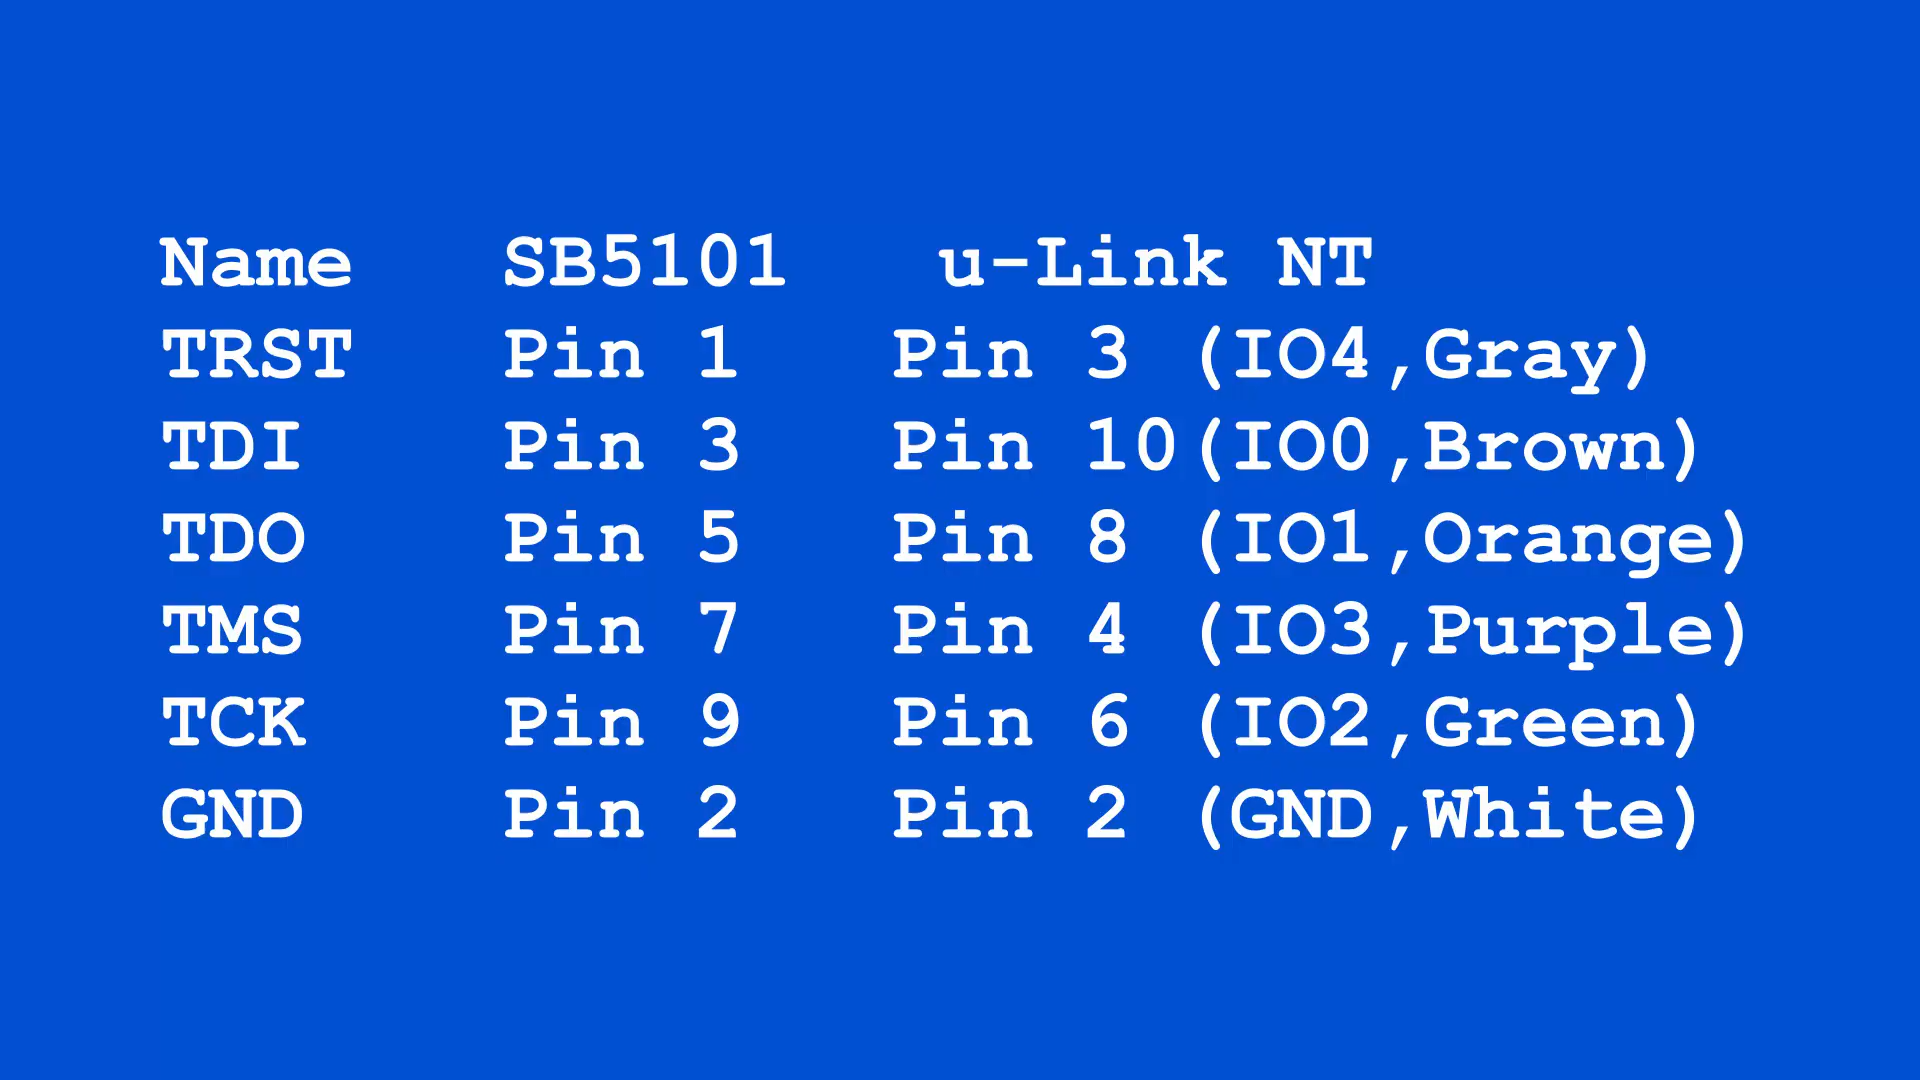 Name SB5101 u-Link NT
TRST Pin 1 Pin 3 (IO4,Gray)
TDI Pin 3 Pin 10(IO0,Brown)
TDO Pin 5 Pin 8 (IO1,Orange)
TMS Pin 7 Pin 4 (IO3,Purple)
TCK Pin 9 Pin 6 (IO2,Green)
GND Pin 2 Pin 2 (GND,White)